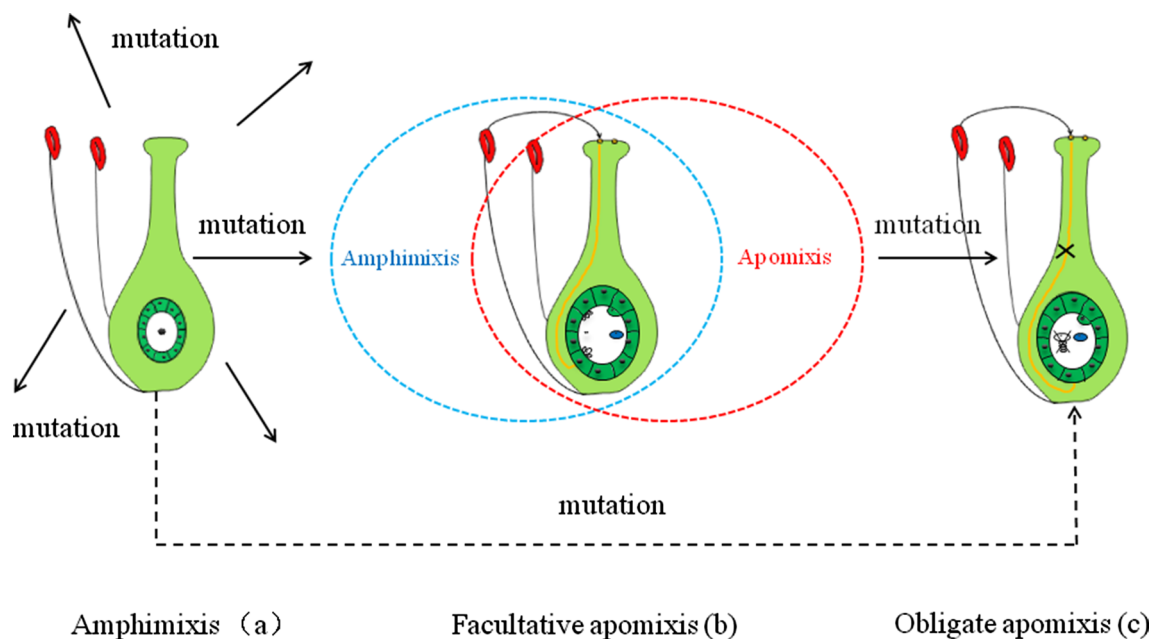 mutation
mutation
Amphimixis
Apomixis
mutation
mutation
mutation
Amphimixis （a）
Facultative apomixis (b)
Obligate apomixis (c)